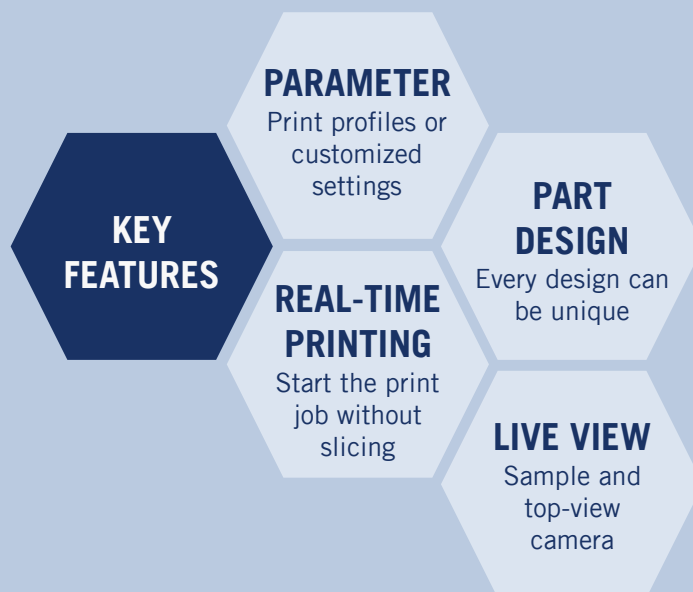 KEY
FEATURES
PARAMETER
Print profiles or
customized
settings
REAL-TIME
PRINTING
Start the print
job without
slicing
PART
DESIGN
Every design can
be unique
LIVE VIEW
Sample and
top-view
camera